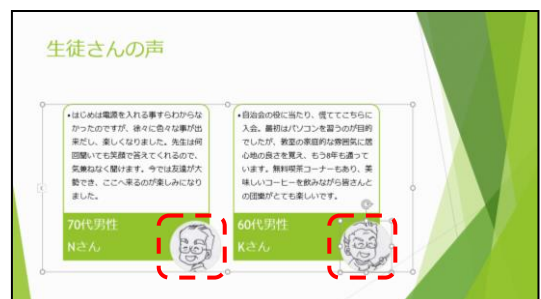 生徒さんの声
•はじめは電源を入れる事すらわからな
かったのですが、徐々に色々な事が出
来だし、楽しくなりました。先生は何
回聞いても笑顔で答えてくれるので、
気兼ねなく聞けます。今では友達が大
勢でき、ここへ来るのが楽しみになり
ました。
70代男性
Nさん
•自治会の役に当たり、慌ててこちらに
入会。最初はパソコンを習うのが目的
でしたが、教室の家庭的な雰囲気に居
心地の良さを覚え、もう8年も通って
います。無料喫茶コーナーもあり、美
味しいコーヒーを飲みながら皆さんと
の団欒がとても楽しいです。
60代男性
Kさん